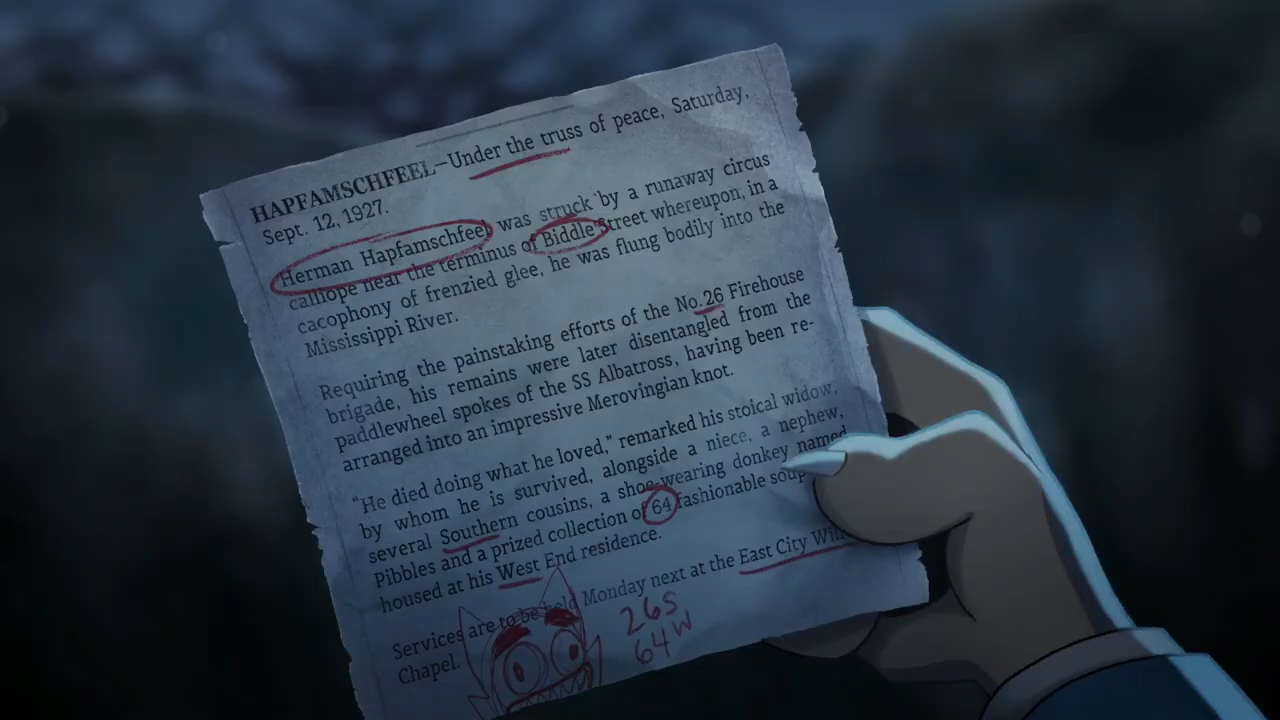 HAPFAMSCHFEEL—Under the truss of peace, Saturday,
Sept. 12, 1927.
Herman Hapfamschfeel was struck by a runaway circus
calliope near the terminus of Biddle Street whereupon, in a
cacophony of frenzied glee, he was flung bodily into the
Mississippi River.
Requiring the painstaking efforts of the No. 26 Firehouse
brigade, his remains were later disentangled from the
paddlewheel spokes of the SS Albatross, having been re-
arranged into an impressive Merovingian knot.
“He died doing what he loved,” remarked his stoical widow,
by whom he is survived, alongside a niece, a nephew,
several Southern cousins, a shoe-wearing donkey named
Pibbles and a prized collection of 64 fashionable
housed at his West End residence.
Services are to be held Monday next at the East City
Chapel.
26S
64W